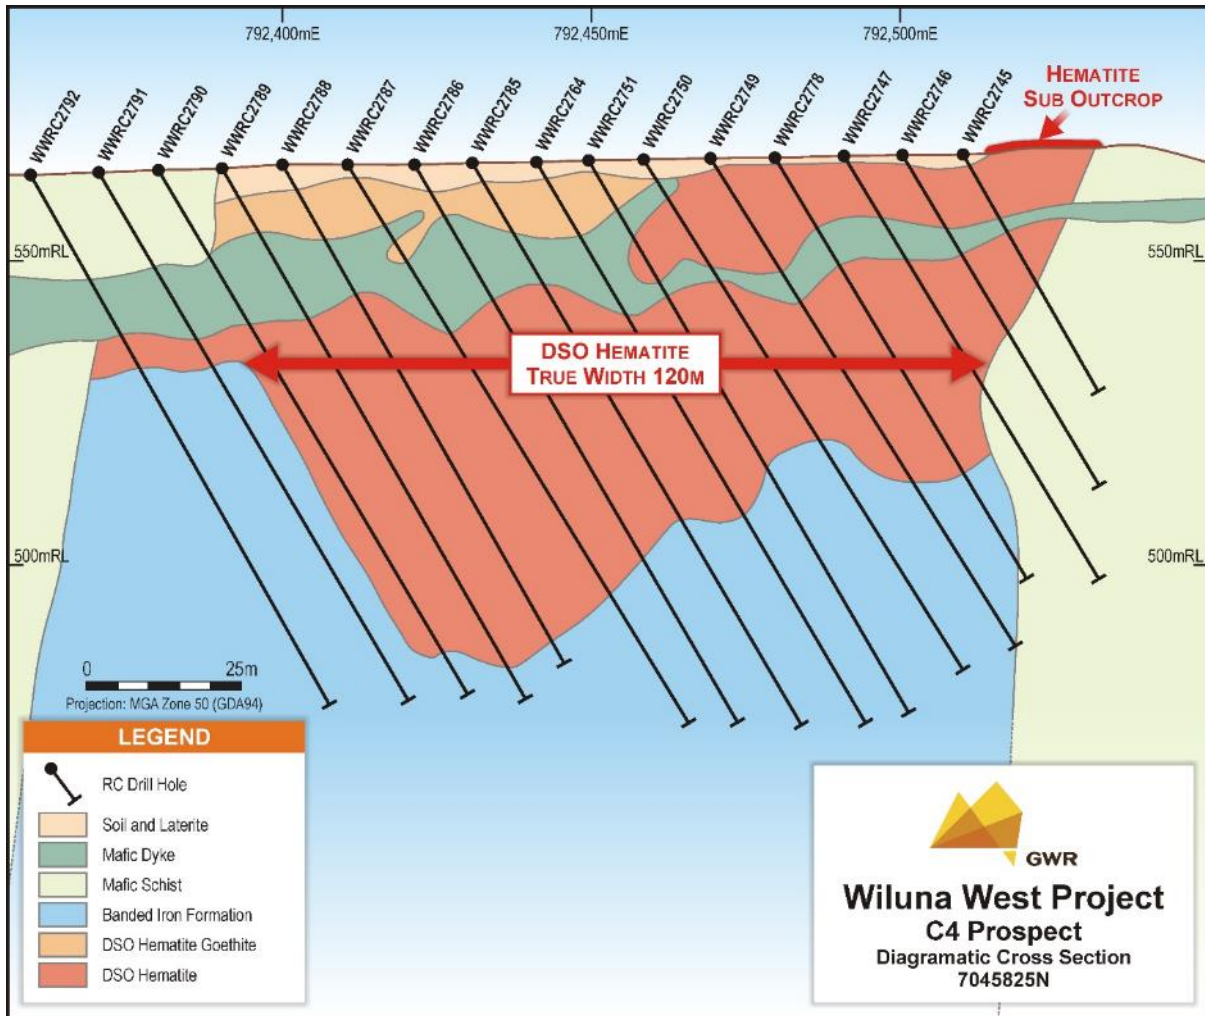 792,400mE
792,450mE
792,500mE
WWRC2792
WWRC2791
WWRC2790
WWRC2789
WWRC2788
WWRC2787
WWRC2786
WWRC2785
WWRC2764
WWRC2751
WWRC2750
WWRC2749
WWRC2778
WWRC2747
WWRC2746
WWRC2745
HEMATITE
SUB OUTCROP
550mRL
550mRL
DSO HEMATITE
TRUE WIDTH 120M
500mRL
500mRL
0 25m
Projection: MGA Zone 50 (GDA94)
LEGEND
RC Drill Hole
Soil and Laterite
Mafic Dyke
Mafic Schist
Banded Iron Formation
DSO Hematite Goethite
DSO Hematite
GWR
Wiluna West Project
C4 Prospect
Diagramatic Cross Section
7045825N